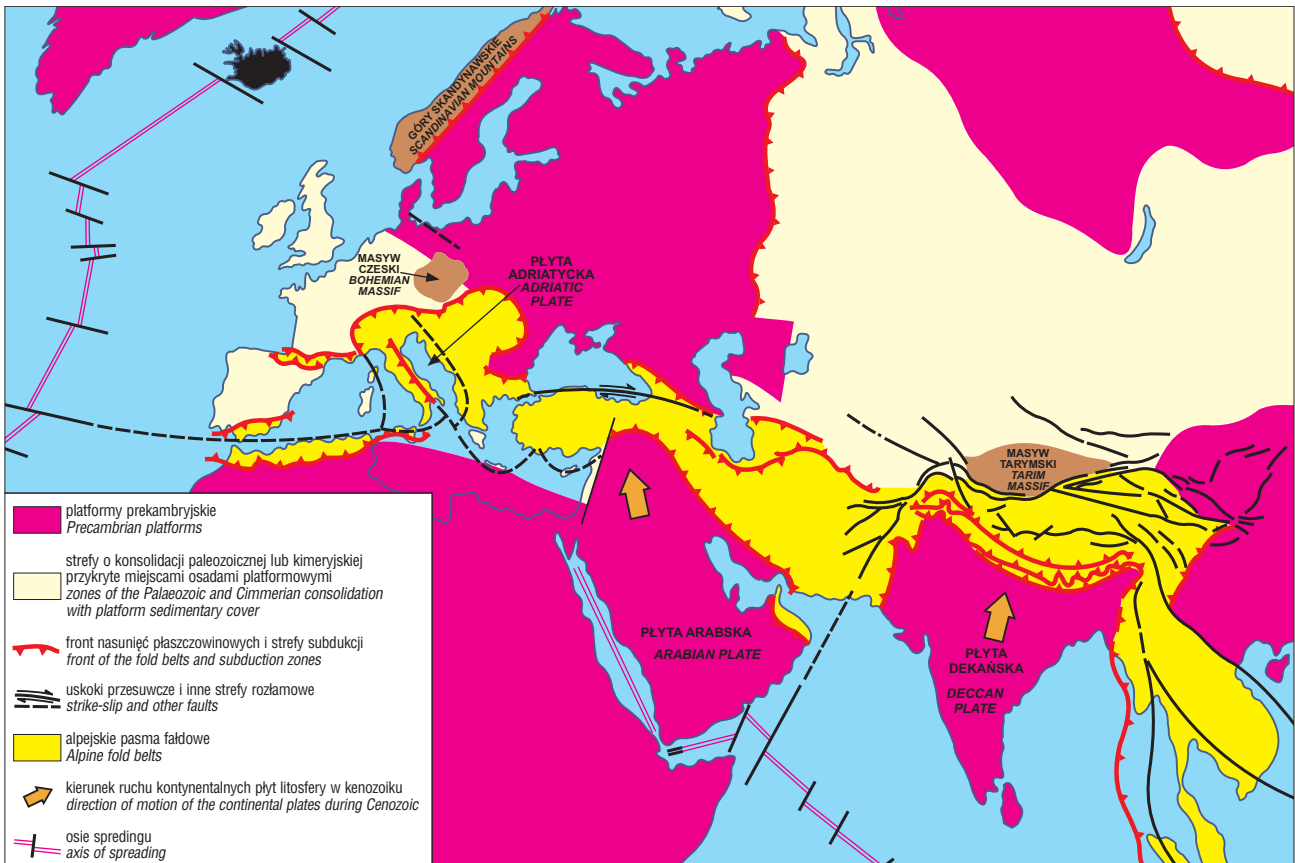 GÓRY SKANDYNAWSKIE
SCANDINAVIAN MOUNTAINS
MASYW
CZESKI
BOHEMIAN
MASSIF
PŁYTA
ADRIATYCKA
ADRIATIC
PLATE
MASYW
TARYMSKI
TARIM
MASSIF
PŁYTA ARABSKA
ARABIAN PLATE
PŁYTA
DEKAŃSKA
DECCAN
PLATE
platformy prekambryjskie
Precambrian platforms
strefy o konsolidacji paleozoicznej lub kimeryjskiej
przykryte miejscami osadami platformowymi
zones of the Palaeozoic and Cimmerian consolidation
with platform sedimentary cover
front nasunięć płaszczowinowych i strefy subdukcji
front of the fold belts and subduction zones
uskoki przesuwcze i inne strefy rozłamowe
strike-slip and other faults
alpejskie pasma fałdowe
Alpine fold belts
kierunek ruchu kontynentalnych płyt litosfery w kenozoiku
direction of motion of the continental plates during Cenozoic
osie spredingu
axis of spreading